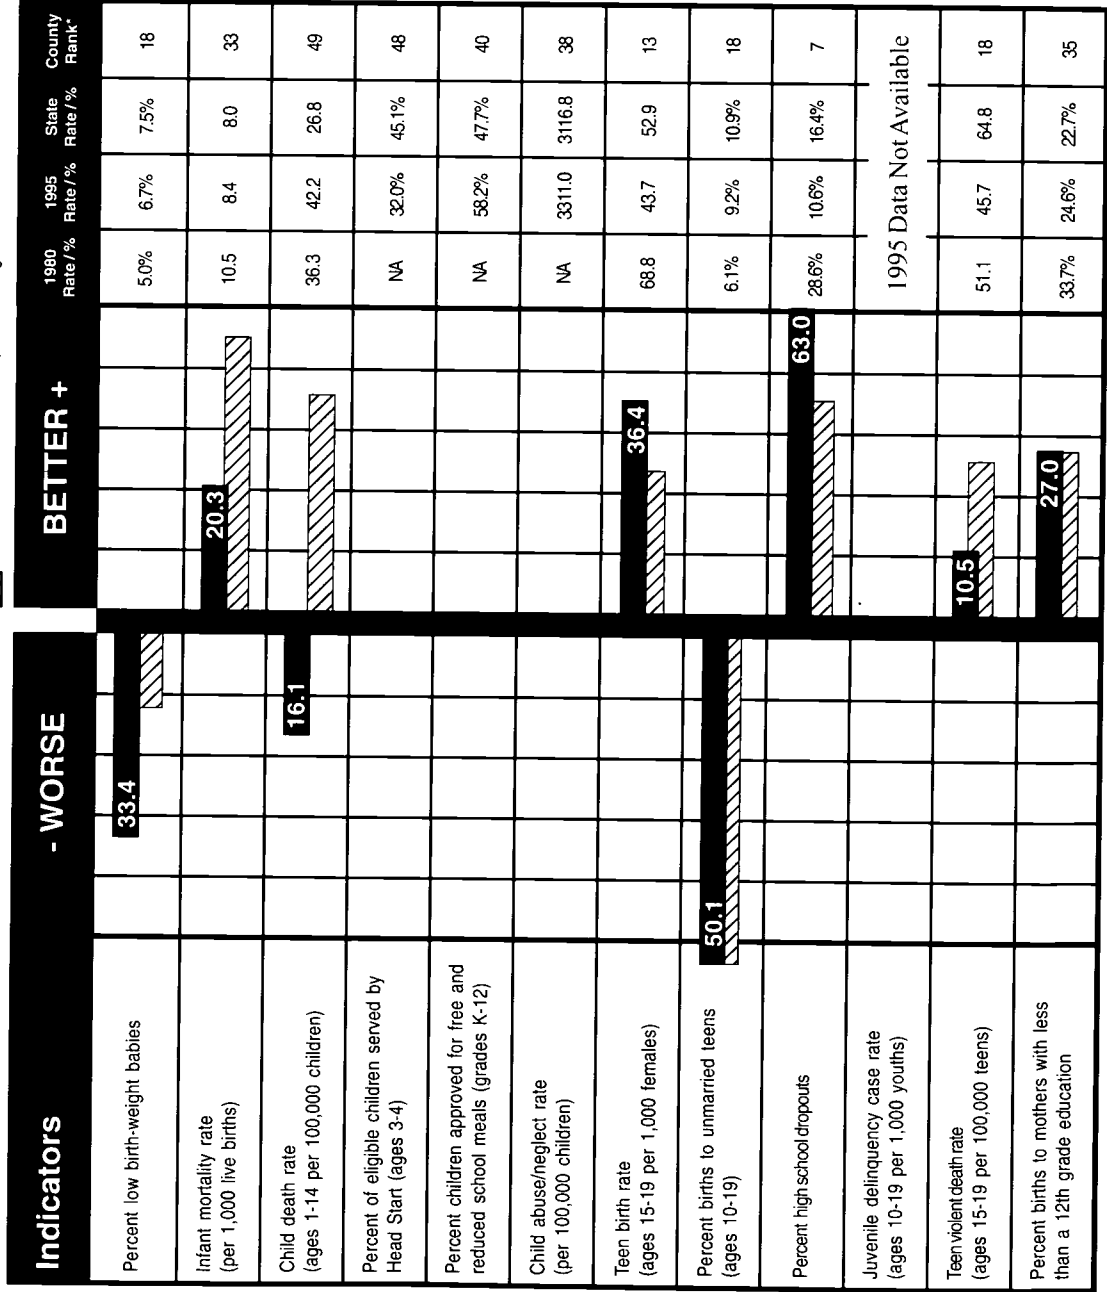 Indicators - WORSE BETTER + 1980 Rate / % 1995 Rate / % State Rate / % County Rank*
Percent low birth-weight babies 33.4 5.0% 6.7% 7.5% 18
Infant mortality rate
(per 1,000 live births) 20.3 10.5 8.4 8.0 33
Child death rate
(ages 1-14 per 100,000 children) 16.1 36.3 42.2 26.8 49
Percent of eligible children served by
Head Start (ages 3-4) NA 32.0% 45.1% 48
Percent children approved for free and
reduced school meals (grades K-12) NA 58.2% 47.7% 40
Child abuse/neglect rate
(per 100,000 children) NA 3311.0 3116.8 38
Teen birth rate
(ages 15-19 per 1,000 females) 36.4 68.8 43.7 52.9 13
Percent births to unmarried teens
(ages 10-19) 50.1 6.1% 9.2% 10.9% 18
Percent high school dropouts 63.0 28.6% 10.6% 16.4% 7
Juvenile delinquency case rate
(ages 10-19 per 1,000 youths) 1995 Data Not Available
Teen violent death rate
(ages 15-19 per 100,000 teens) 10.5 51.1 45.7 64.8 18
Percent births to mothers with less
than a 12th grade education 27.0 33.7% 24.6% 22.7% 35